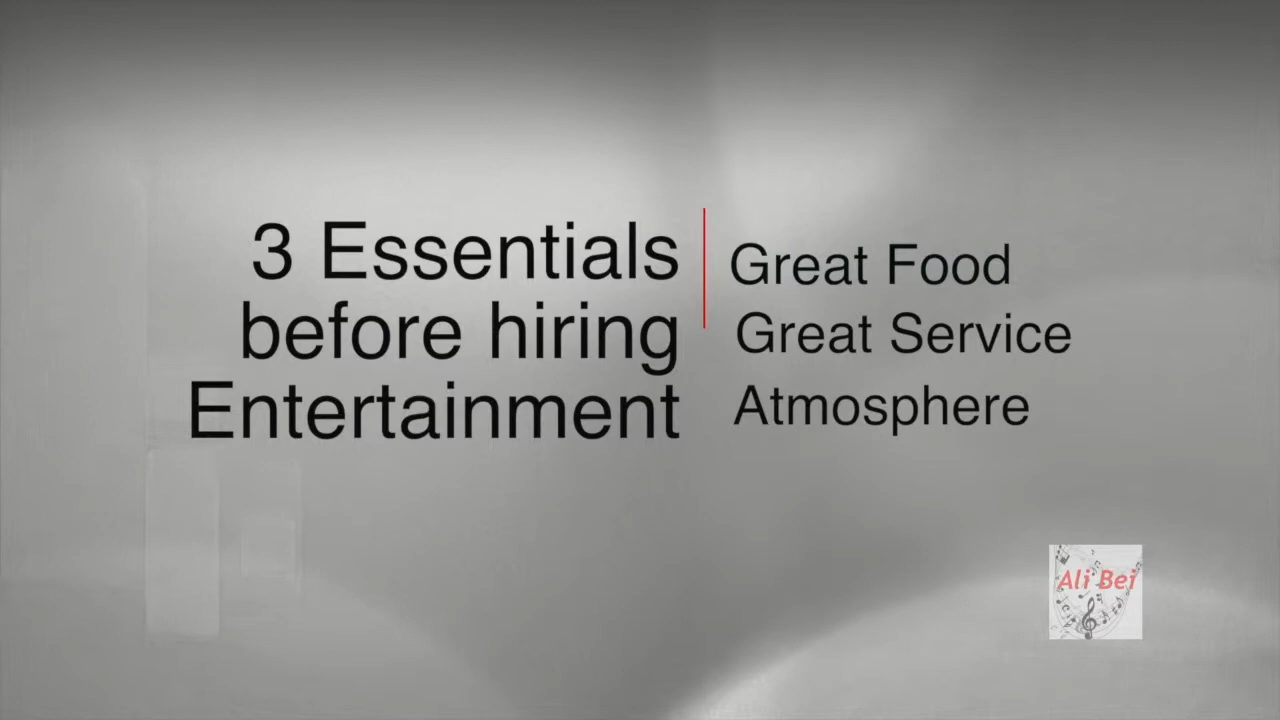 3 Essentials
before hiring
Entertainment
Great Food
Great Service
Atmosphere
Ali Bei